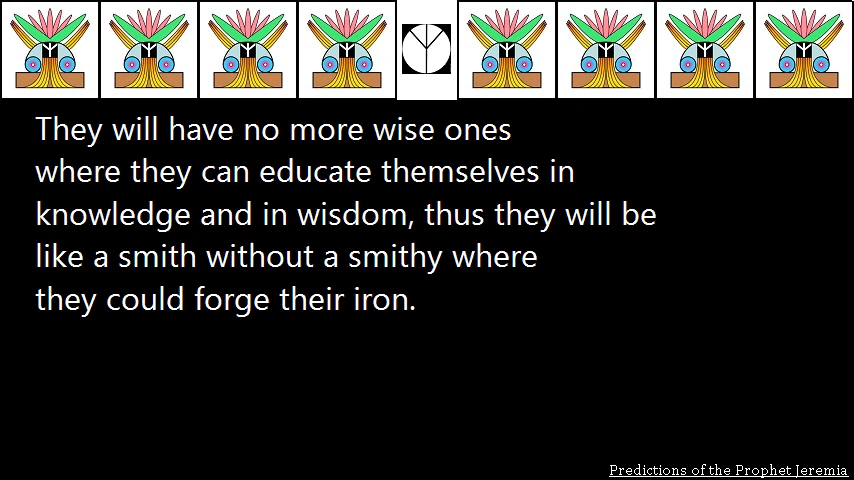 They will have no more wise ones
where they can educate themselves in
knowledge and in wisdom, thus they will be
like a smith without a smithy where
they could forge their iron.
Predictions of the Prophet Jeremia